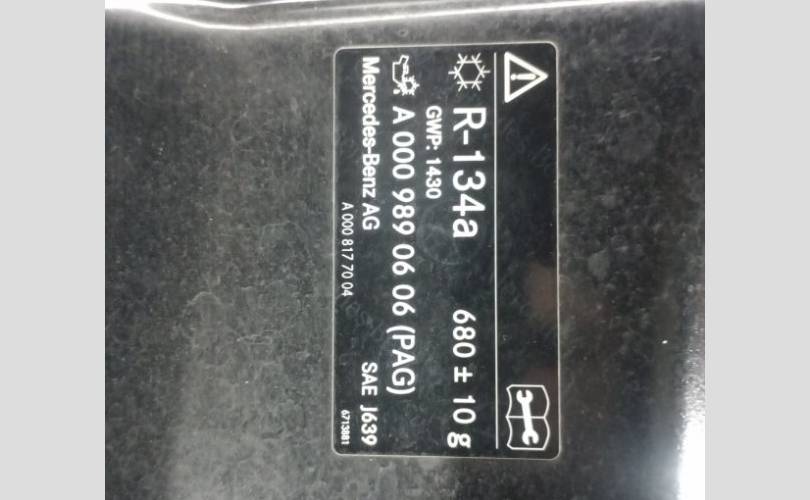 R-134a 680 ± 10 g
GWP: 1430
A 000 989 06 06 (PAG)
Mercedes-Benz AG SAE J639
A 000 817 70 04 6713881